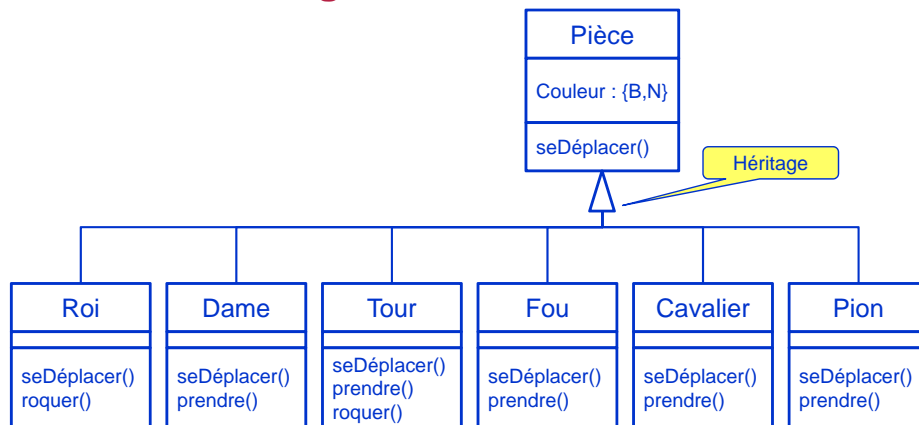 Pièce
Couleur : {B,N}
seDéplacer()
Héritage
Roi
seDéplacer()
roquer()
Dame
seDéplacer()
prendre()
Tour
seDéplacer()
prendre()
roquer()
Fou
seDéplacer()
prendre()
Cavalier
seDéplacer()
prendre()
Pion
seDéplacer()
prendre()